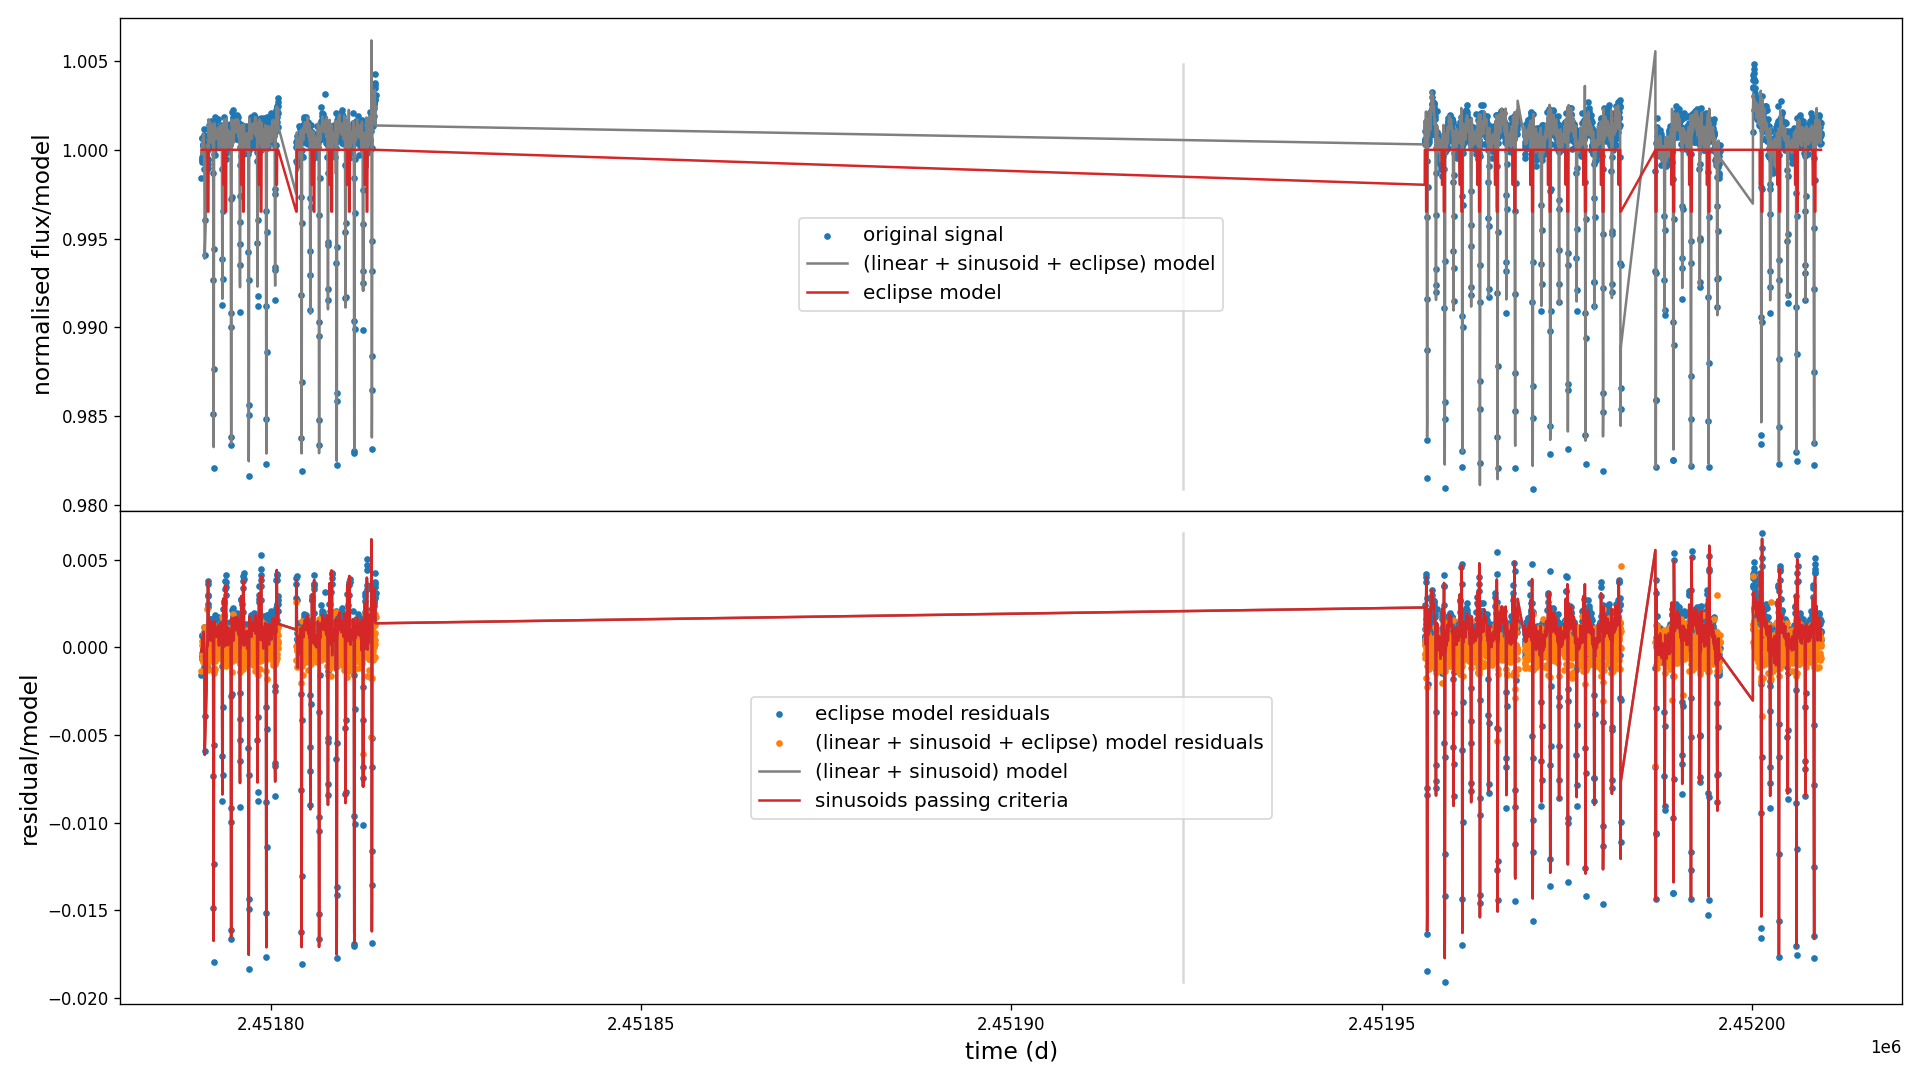 1.005
1.000
0.995
0.990
0.985
0.980
normalised flux/model
original signal
(linear + sinusoid + eclipse) model
eclipse model
0.005
0.000
−0.005
−0.010
−0.015
−0.020
residual/model
eclipse model residuals
(linear + sinusoid + eclipse) model residuals
(linear + sinusoid) model
sinusoids passing criteria
2.45180
2.45185
2.45190
2.45195
2.45200
time (d)
1e6